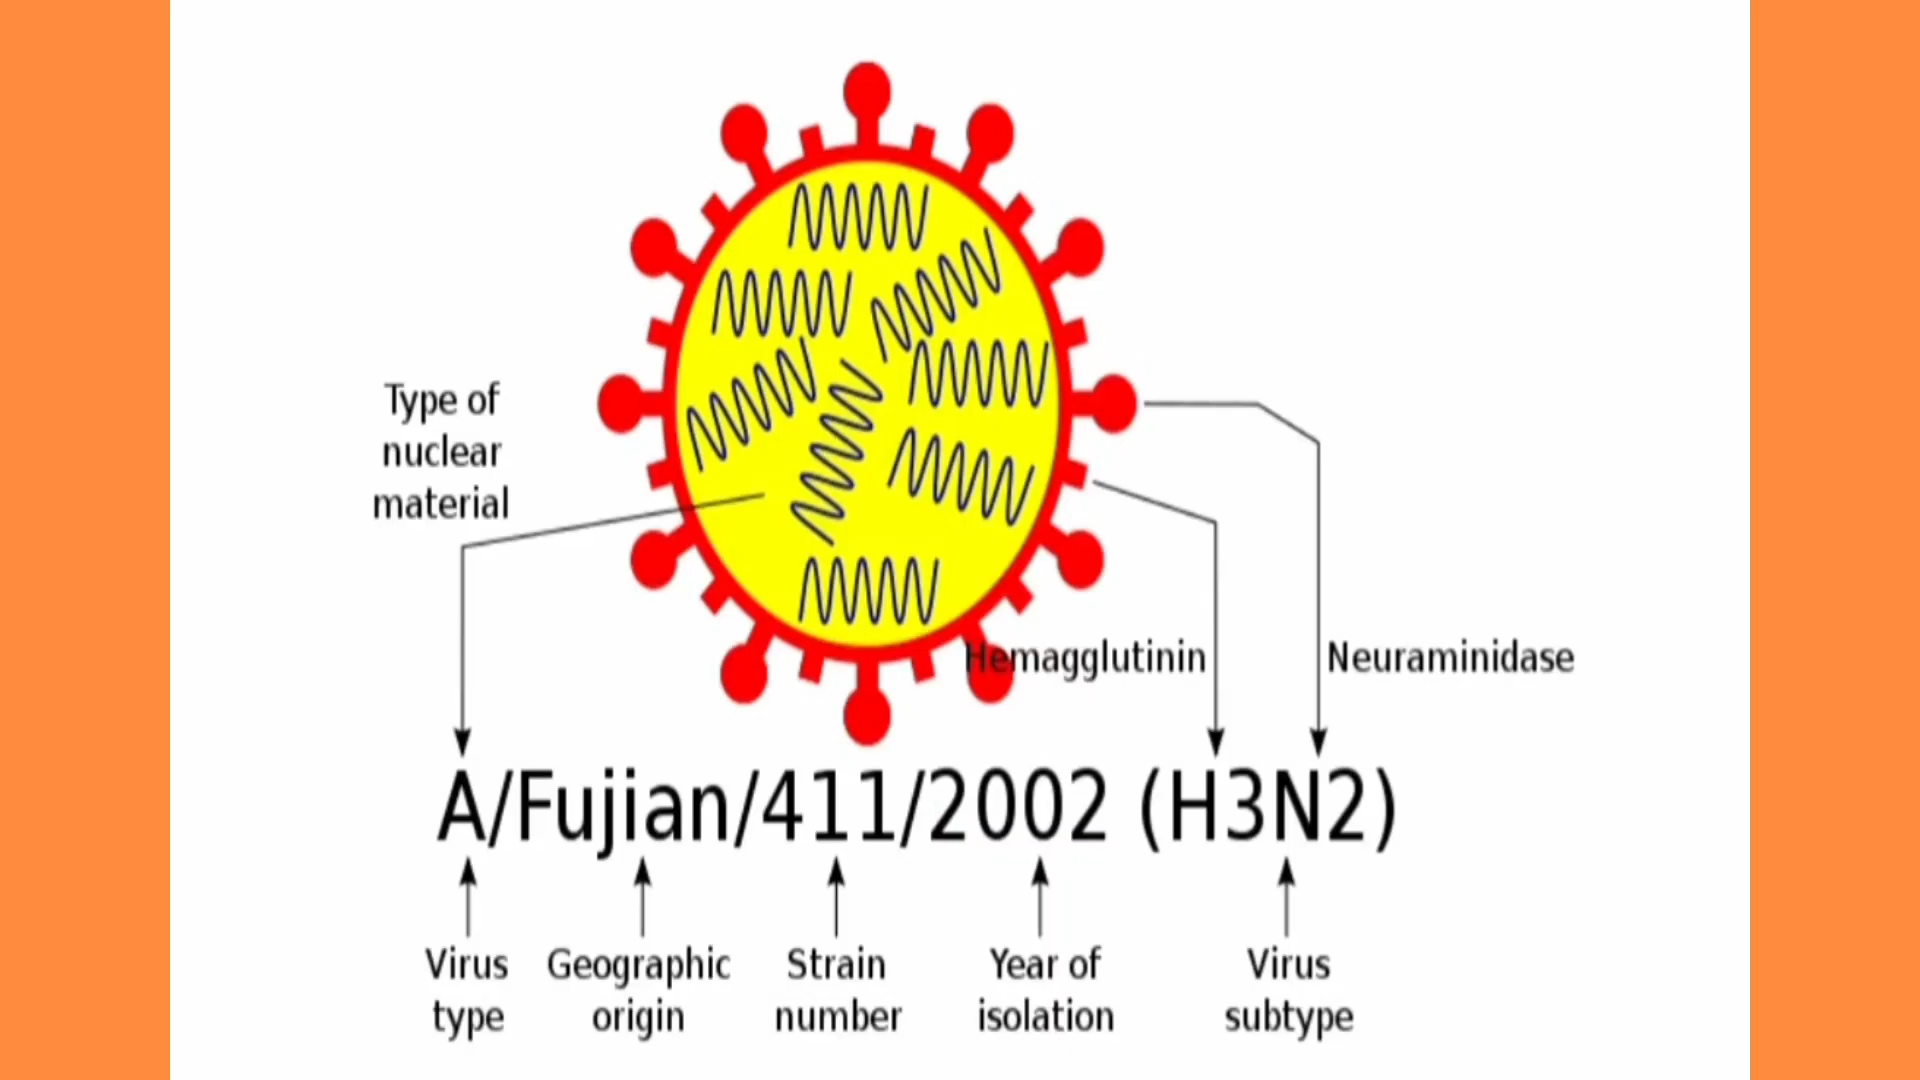 Type of
nuclear
material
Hemagglutinin
Neuraminidase
A/Fujian/411/2002 (H3N2)
Virus
type
Geographic
origin
Strain
number
Year of
isolation
Virus
subtype